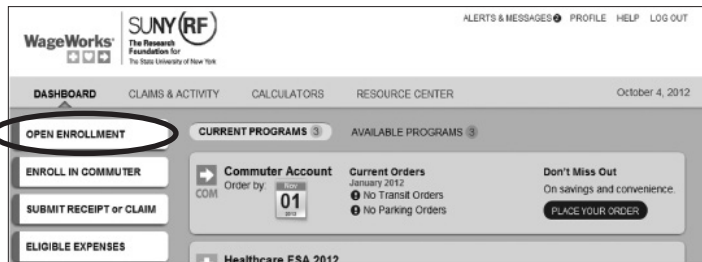 ALERTS & MESSAGES 2 PROFILE HELP LOG OUT
WageWorks
SUNY RF
The Research
Foundation for
The State University of New York
DASHBOARD CLAIMS & ACTIVITY CALCULATORS RESOURCE CENTER October 4, 2012
OPEN ENROLLMENT
CURRENT PROGRAMS 3 AVAILABLE PROGRAMS 3
ENROLL IN COMMUTER
SUBMIT RECEIPT or CLAIM
ELIGIBLE EXPENSES
COM
Commuter Account
Order by:
Nov
01
2012
Current Orders
January 2012
No Transit Orders
No Parking Orders
Don't Miss Out
On savings and convenience.
PLACE YOUR ORDER
Healthcare FSA 2012